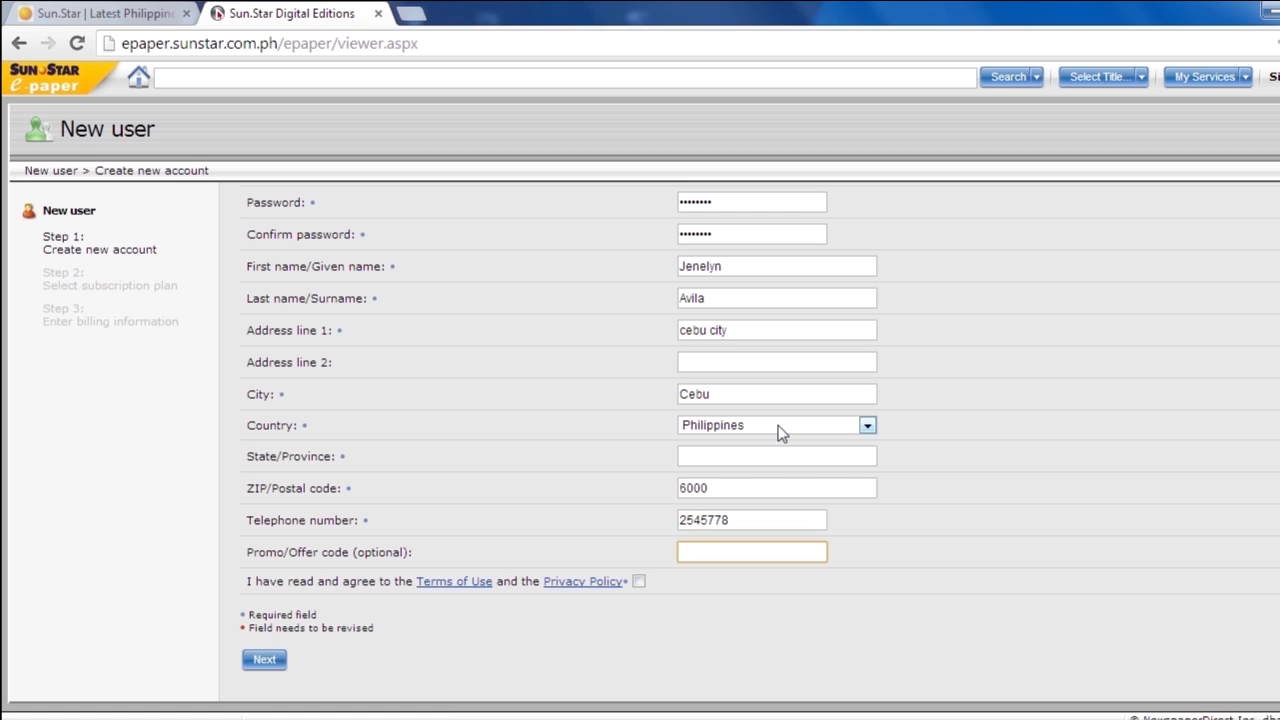 Sun.Star | Latest Philippin
Sun.Star Digital Editions
epaper.sunstar.com.ph/epaper/viewer.aspx
SUN STAR
e-paper
Search
Select Title...
My Services
New user
New user > Create new account
New user
Step 1:
Create new account
Step 2:
Select subscription plan
Step 3:
Enter billing information
Password: •
••••••••
Confirm password: •
••••••••
First name/Given name: •
Jenelyn
Last name/Surname: •
Avila
Address line 1: •
cebu city
Address line 2:
City: •
Cebu
Country: •
Philippines
State/Province: •
ZIP/Postal code: •
6000
Telephone number: •
2545778
Promo/Offer code (optional):
I have read and agree to the Terms of Use and the Privacy Policy•
• Required field
• Field needs to be revised
Next